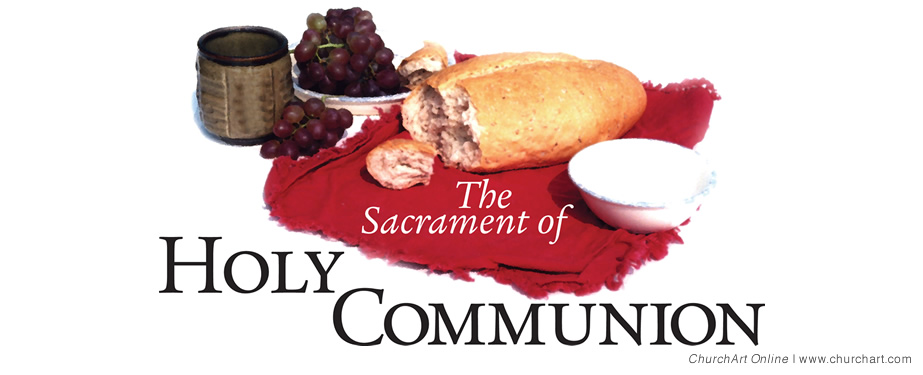 The
Sacrament of
HOLY
COMMUNION
ChurchArt Online | www.churchart.com